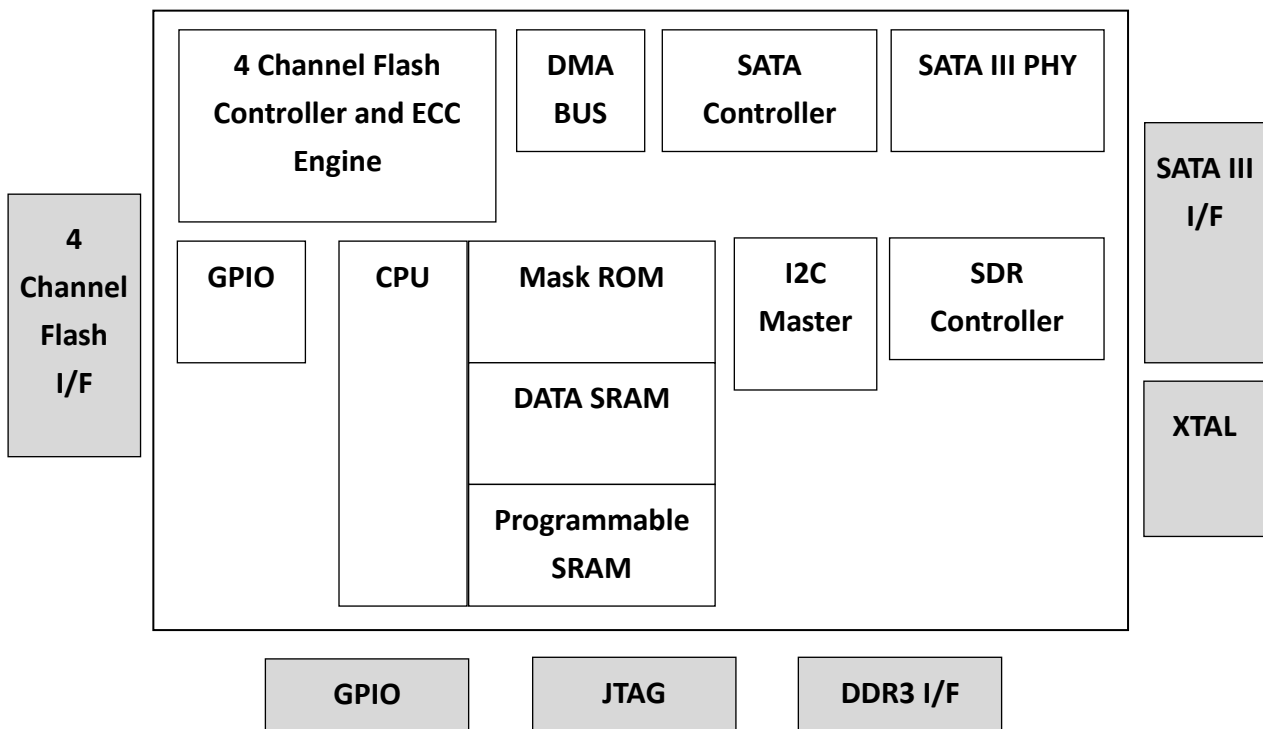 4 Channel Flash
Controller and ECC
Engine
DMA
BUS
SATA
Controller
SATA III PHY
SATA III
I/F
4
Channel
Flash
I/F
GPIO
CPU
Mask ROM
I2C
Master
SDR
Controller
DATA SRAM
XTAL
Programmable
SRAM
GPIO
JTAG
DDR3 I/F